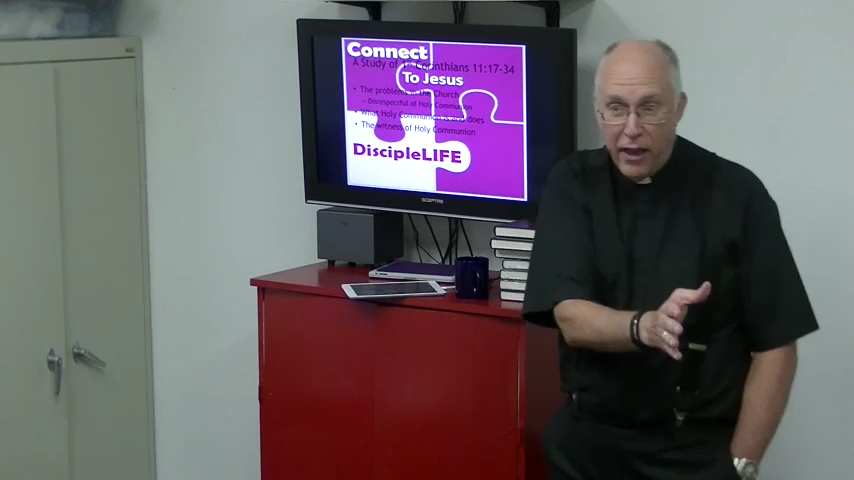 Connect
A Study of 1st Corinthians 11:17-34
To Jesus
• The problems in the Church
– Disrespectful of Holy Communion
• What Holy Communion is and does
• The witness of Holy Communion
DiscipleLIFE
SCEPTRE